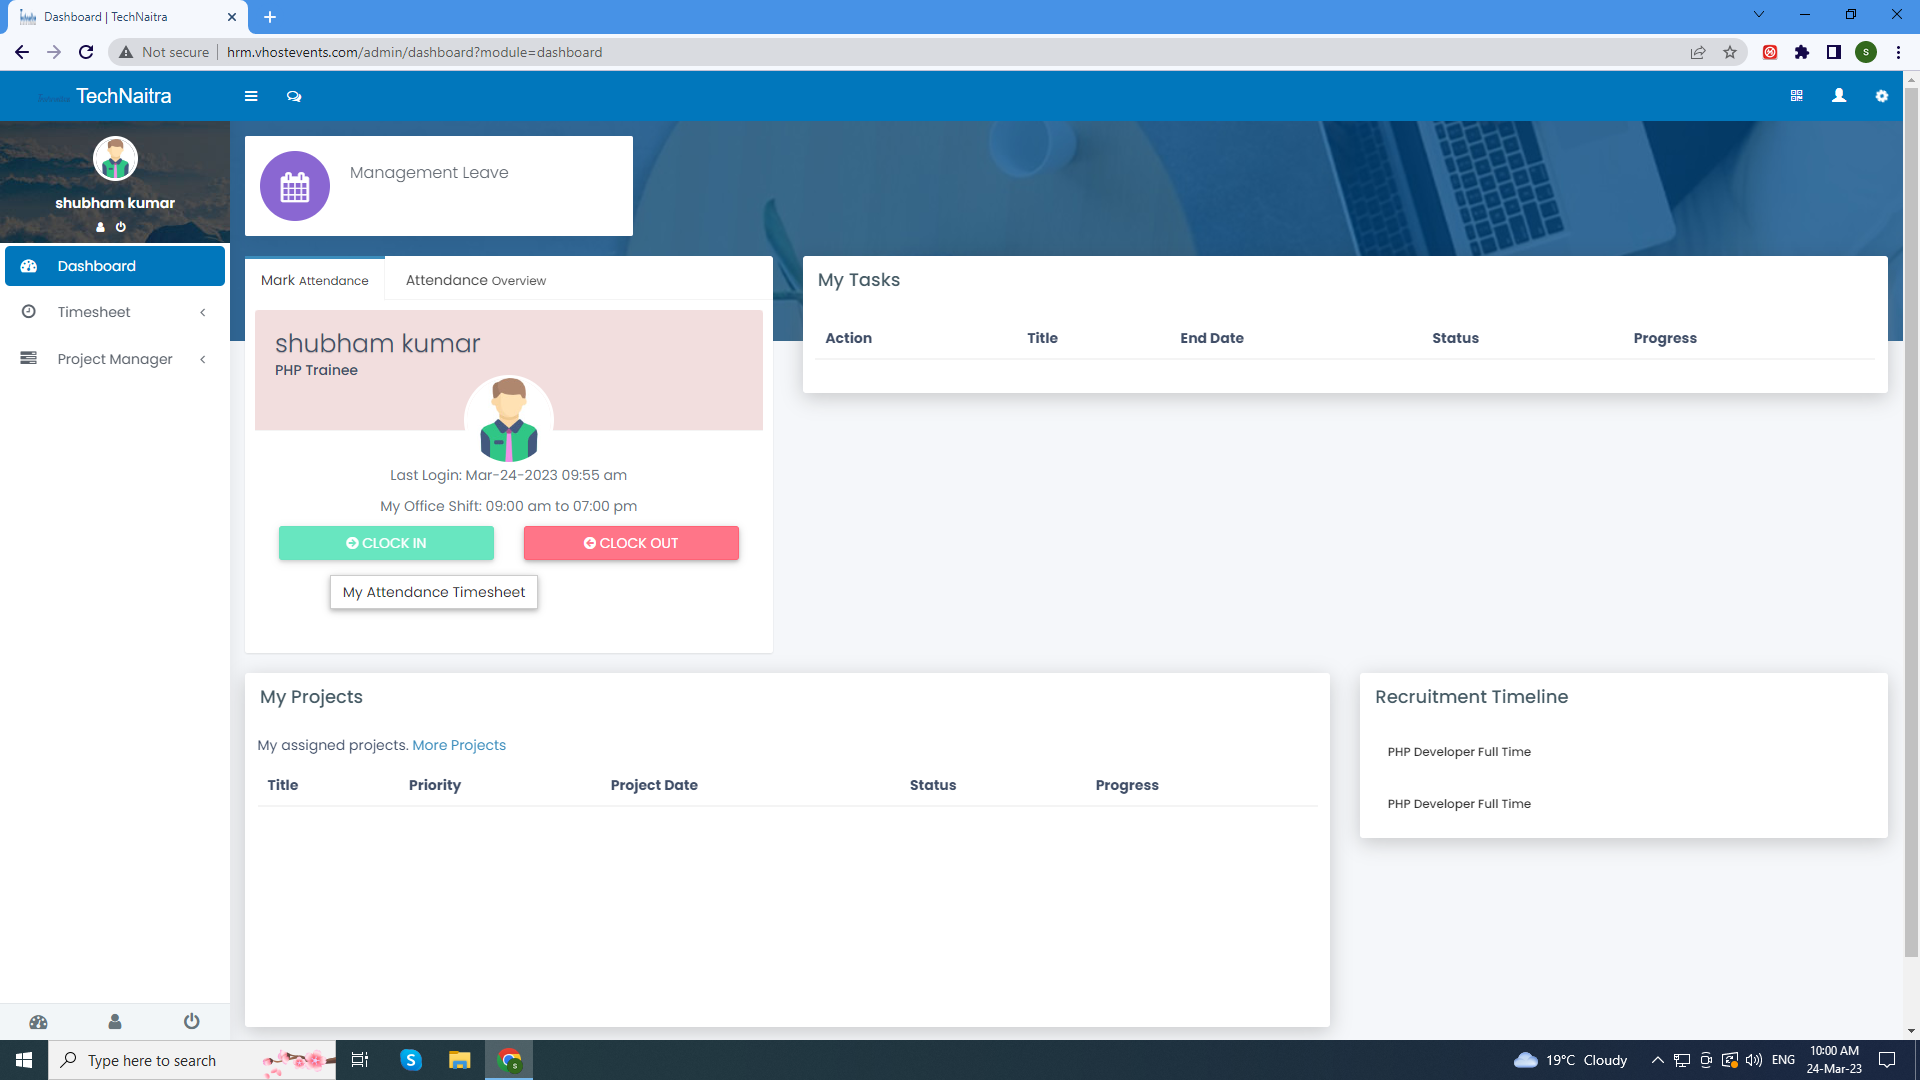 Dashboard | TechNaitra
Not secure
hrm.vhostevents.com/admin/dashboard?module=dashboard
S
TechNaitra
shubham kumar
Dashboard
Timesheet
Project Manager
Management Leave
Mark Attendance
Attendance Overview
shubham kumar
PHP Trainee
Last Login: Mar-24-2023 09:55 am
My Office Shift: 09:00 am to 07:00 pm
CLOCK IN
CLOCK OUT
My Attendance Timesheet
My Tasks
Action Title End Date Status Progress
My Projects
My assigned projects. More Projects
Title Priority Project Date Status Progress
Recruitment Timeline
PHP Developer Full Time
PHP Developer Full Time
Type here to search
S
S
19°C Cloudy
ENG
10:00 AM
24-Mar-23